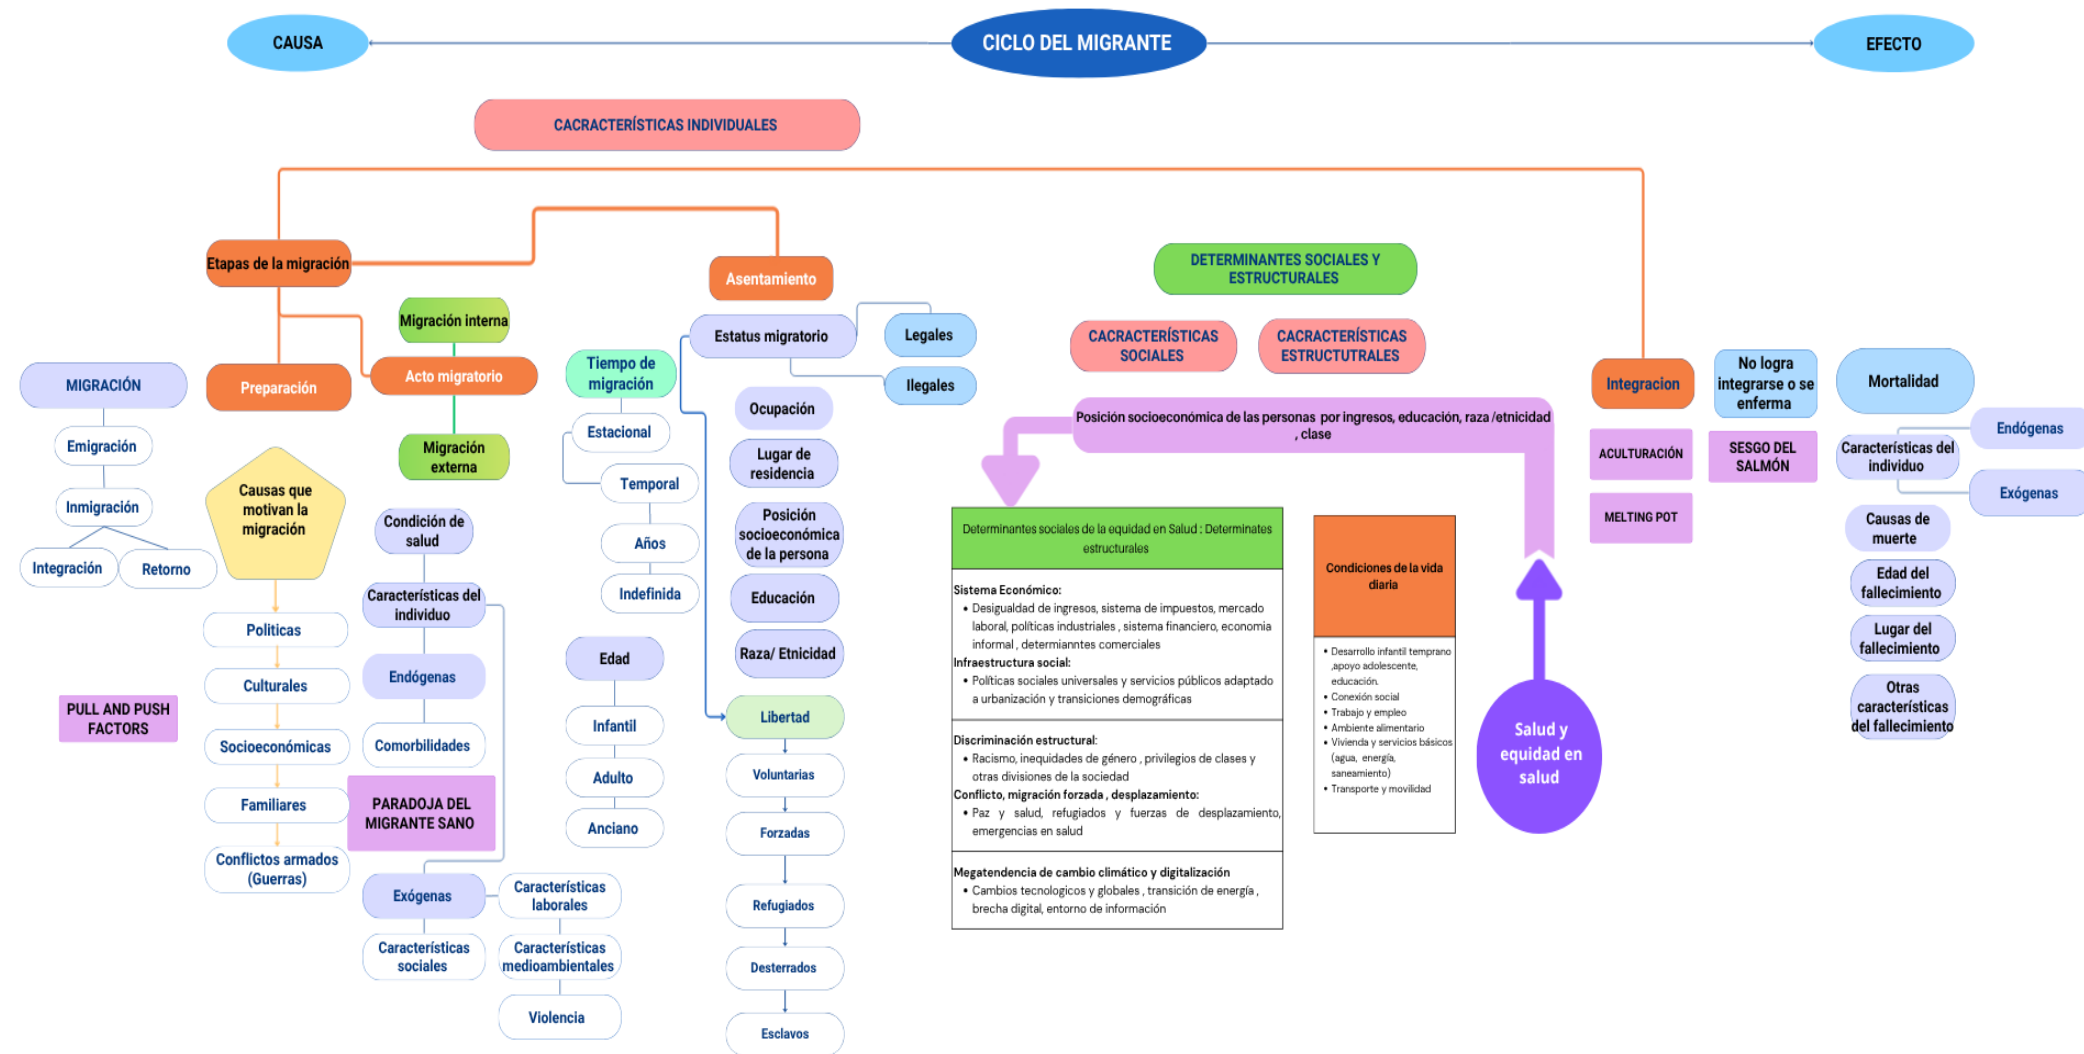 CAUSA
CICLO DEL MIGRANTE
EFECTO
CACRACTERÍSTICAS INDIVIDUALES
Etapas de la migración
Asentamiento
DETERMINANTES SOCIALES Y
ESTRUCTURALES
Migración interna
Estatus migratorio
Legales
Ilegales
CACRACTERÍSTICAS
SOCIALES
CACRACTERÍSTICAS
ESTRUCTUTRALES
MIGRACIÓN
Preparación
Acto migratorio
Tiempo de
migración
Integracion
No logra
integrarse o se
enferma
Mortalidad
Emigración
Inmigración
Integración
Retorno
Migración
externa
Estacional
Temporal
Años
Indefinida
Ocupación
Lugar de
residencia
Posición
socioeconómica
de la persona
Educación
Raza/ Etnicidad
Posición socioeconómica de las personas por ingresos, educación, raza /etnicidad
, clase
ACULTURACIÓN
MELTING POT
SESGO DEL
SALMÓN
Características del
individuo
Endógenas
Exógenas
Causas de
muerte
Edad del
fallecimiento
Lugar del
fallecimiento
Otras
características
del fallecimiento
Causas que
motivan la
migración
Politicas
Culturales
Socioeconómicas
Familiares
Conflictos armados
(Guerras)
PULL AND PUSH
FACTORS
Condición de
salud
Características del
individuo
Endógenas
Comorbilidades
PARADOJA DEL
MIGRANTE SANO
Exógenas
Características
sociales
Características
laborales
Características
medioambientales
Violencia
Edad
Infantil
Adulto
Anciano
Libertad
Voluntarias
Forzadas
Refugiados
Desterrados
Esclavos
Determinantes sociales de la equidad en Salud : Determinates
estructurales
Sistema Económico:
• Desigualdad de ingresos, sistema de impuestos, mercado
laboral, políticas industriales , sistema financiero, economia
informal , determianntes comerciales
Infraestructura social:
• Políticas sociales universales y servicios públicos adaptado
a urbanización y transiciones demográficas
Discriminación estructural:
• Racismo, inequidades de género , privilegios de clases y
otras divisiones de la sociedad
Conflicto, migración forzada , desplazamiento:
• Paz y salud, refugiados y fuerzas de desplazamiento,
emergencias en salud
Megatendencia de cambio climático y digitalización
• Cambios tecnologicos y globales , transición de energía ,
brecha digital, entorno de información
Condiciones de la vida
diaria
• Desarrollo infantil temprano
,apoyo adolescente,
educación.
• Conexión social
• Trabajo y empleo
• Ambiente alimentario
• Vivienda y servicios básicos
(agua, energía,
saneamiento)
• Transporte y movilidad
Salud y
equidad en
salud